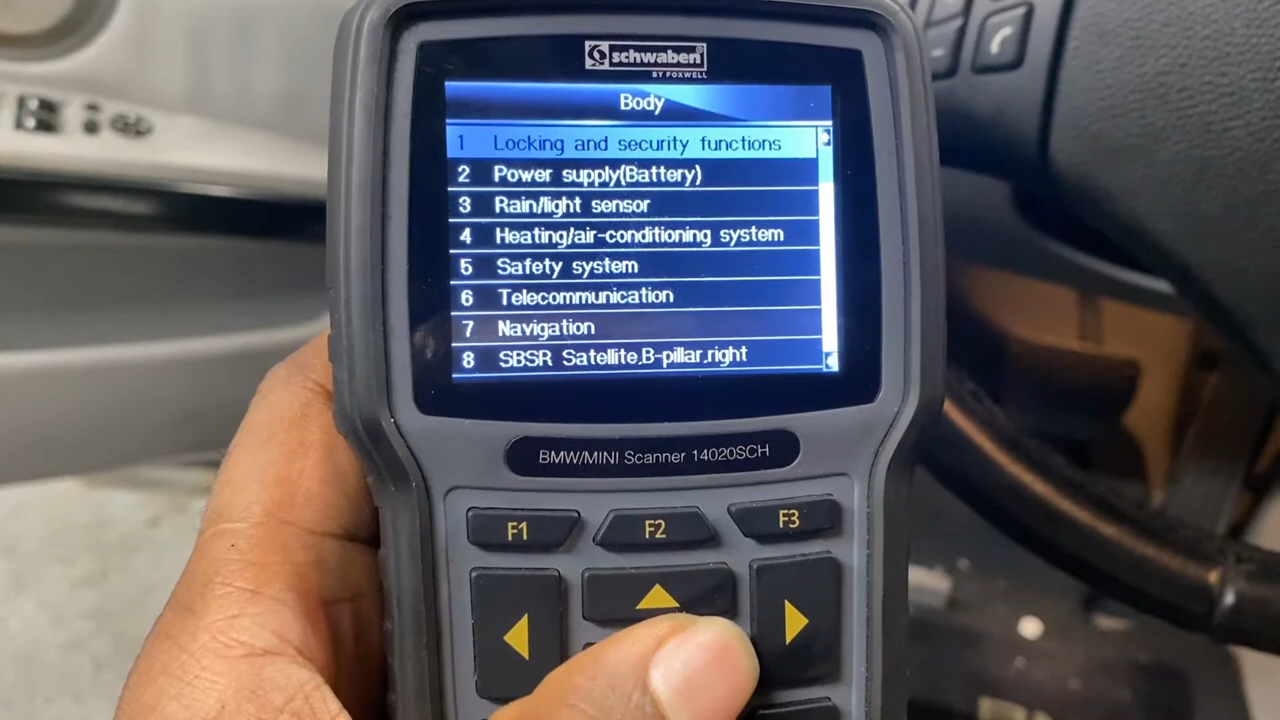 schwaben
BY FOXWELL
Body
1 Locking and security functions
2 Power supply(Battery)
3 Rain/light sensor
4 Heating/air-conditioning system
5 Safety system
6 Telecommunication
7 Navigation
8 SBSR Satellite,B-pillar,right
BMW/MINI Scanner 14020SCH
F1 F2 F3